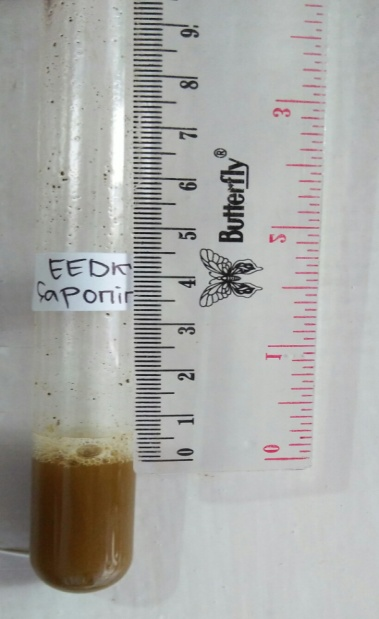 EEDK
Saponin
Butterfly®
0 1 2 3 4 5 6 7 8 9
0 1 2 3